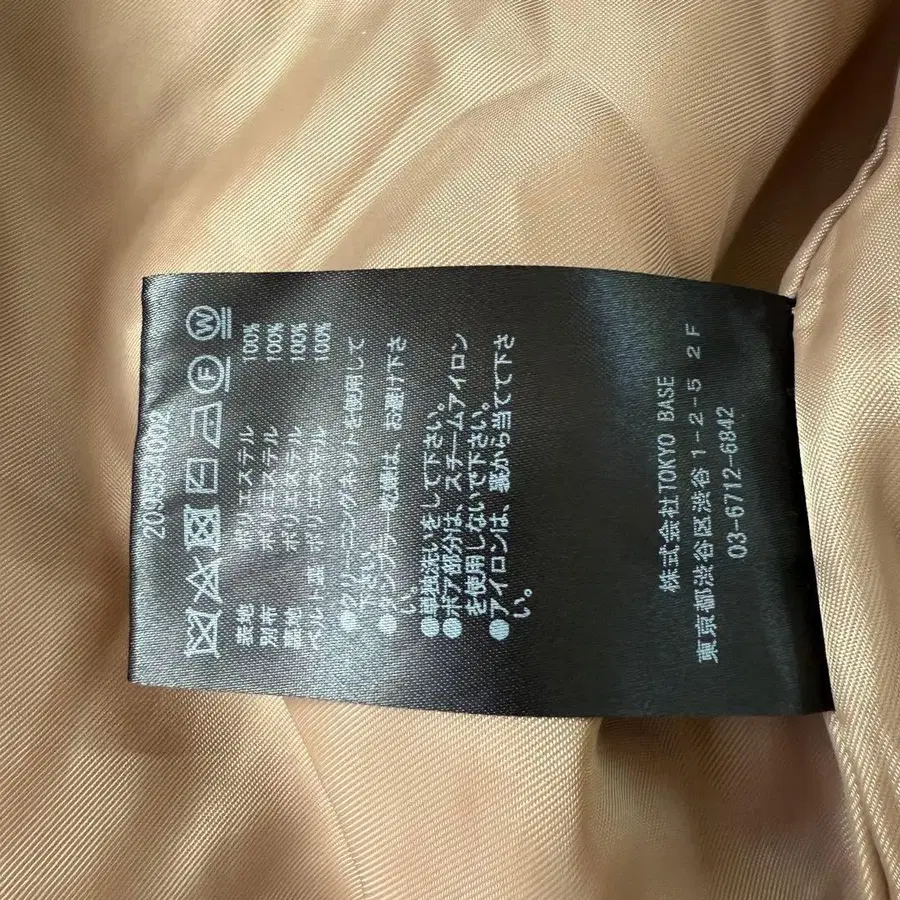 表地 ポリエステル 100%
別布 ポリエステル 100%
裏地 ポリエステル 100%
ポリエステル 100%
●クリーニングネットを使用して
下さい。
●タンブラー乾燥は、お避け下さ
い。
●単独洗いをして下さい。
●ボア部分は、スチームアイロン
を使用しないで下さい。
●アイロンは、裏から当てて下さ
い。
株式会社TOKYO BASE
東京都渋谷区渋谷1-2-5 2F
03-6712-6842